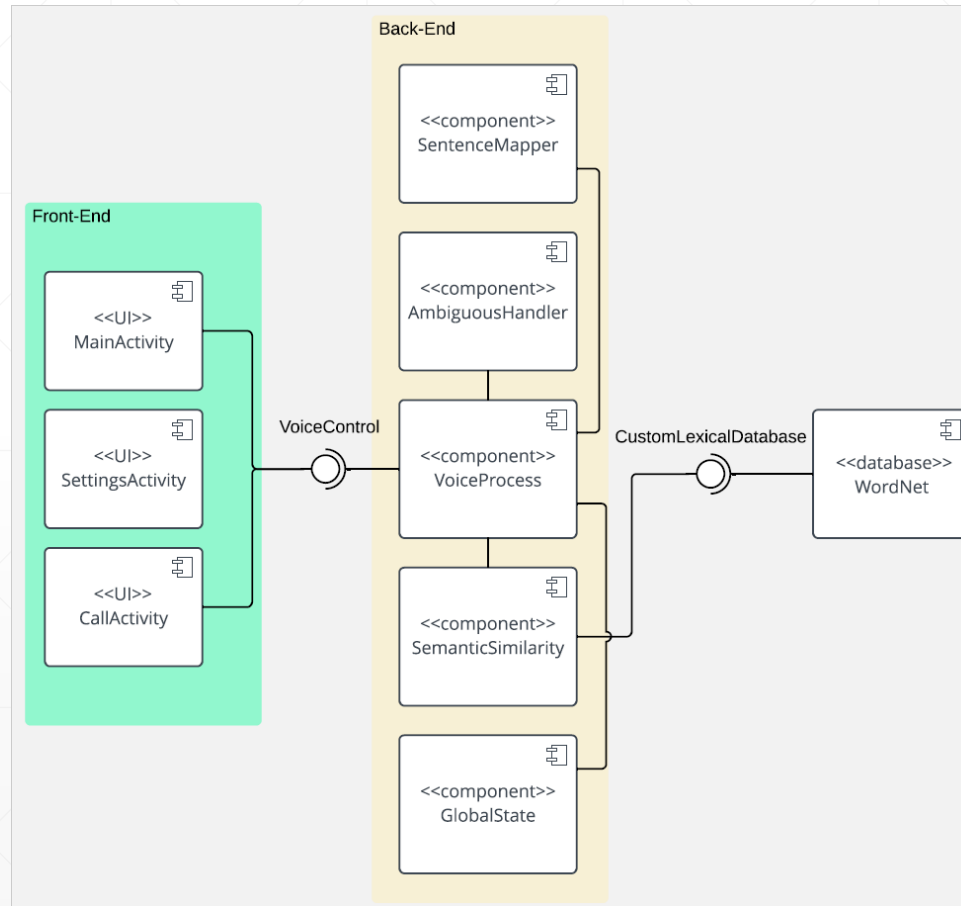 Back-End
<<component>>
SentenceMapper
Front-End
<<component>>
AmbiguousHandler
<<UI>>
MainActivity
VoiceControl
<<component>>
VoiceProcess
CustomLexicalDatabase
<<database>>
WordNet
<<UI>>
SettingsActivity
<<UI>>
CallActivity
<<component>>
SemanticSimilarity
<<component>>
GlobalState